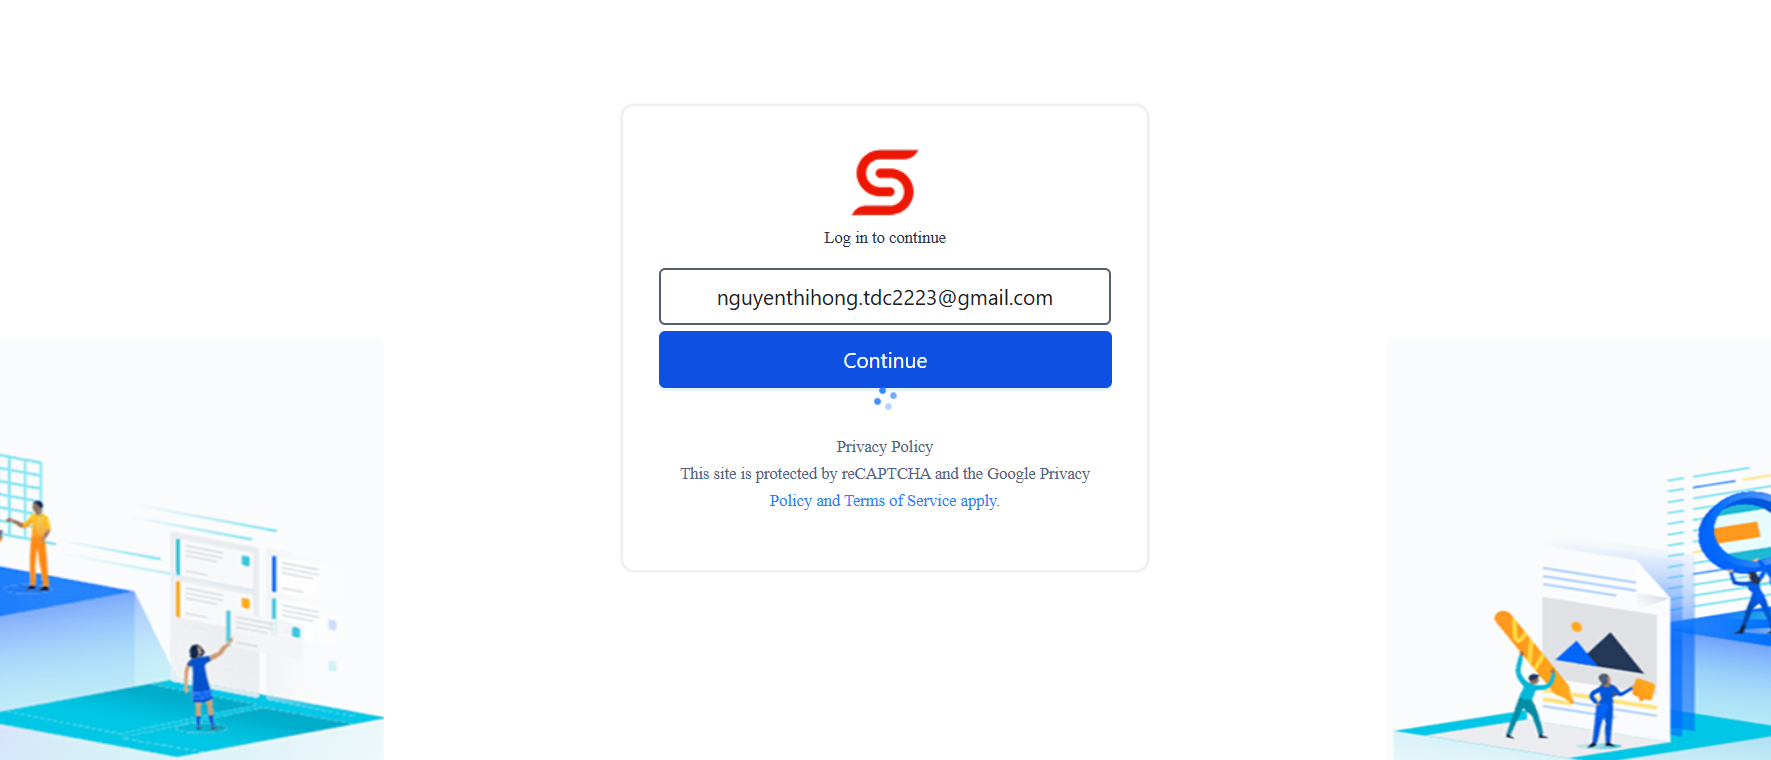 Log in to continue
nguyenthihong.tdc2223@gmail.com
Continue
Privacy Policy
This site is protected by reCAPTCHA and the Google Privacy
Policy and Terms of Service apply.